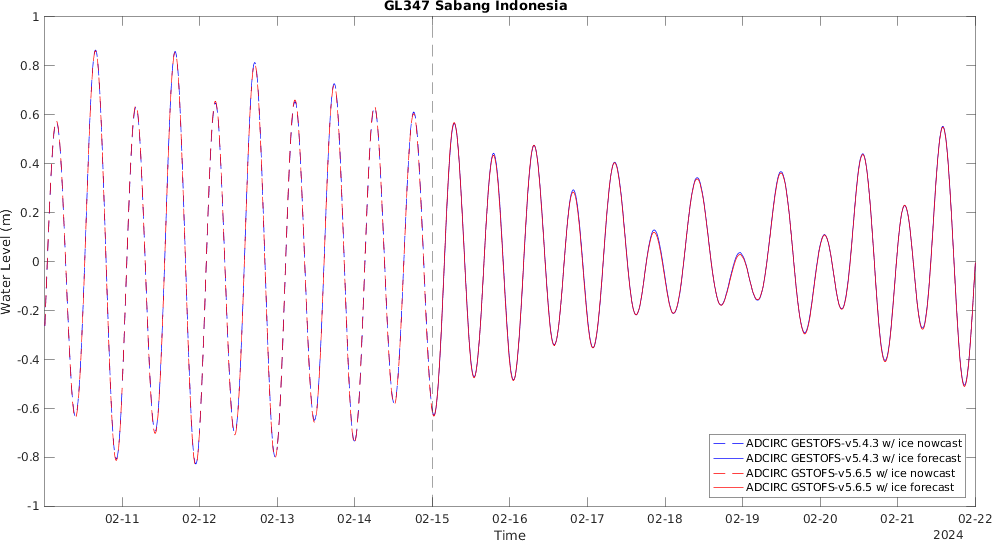 GL347 Sabang Indonesia
1
0.8
0.6
0.4
0.2
0
-0.2
-0.4
-0.6
-0.8
-1
Water Level (m)
ADCIRC GESTOFS-v5.4.3 w/ ice nowcast
ADCIRC GESTOFS-v5.4.3 w/ ice forecast
ADCIRC GSTOFS-v5.6.5 w/ ice nowcast
ADCIRC GSTOFS-v5.6.5 w/ ice forecast
02-11 02-12 02-13 02-14 02-15 02-16 02-17 02-18 02-19 02-20 02-21 02-22
Time
2024